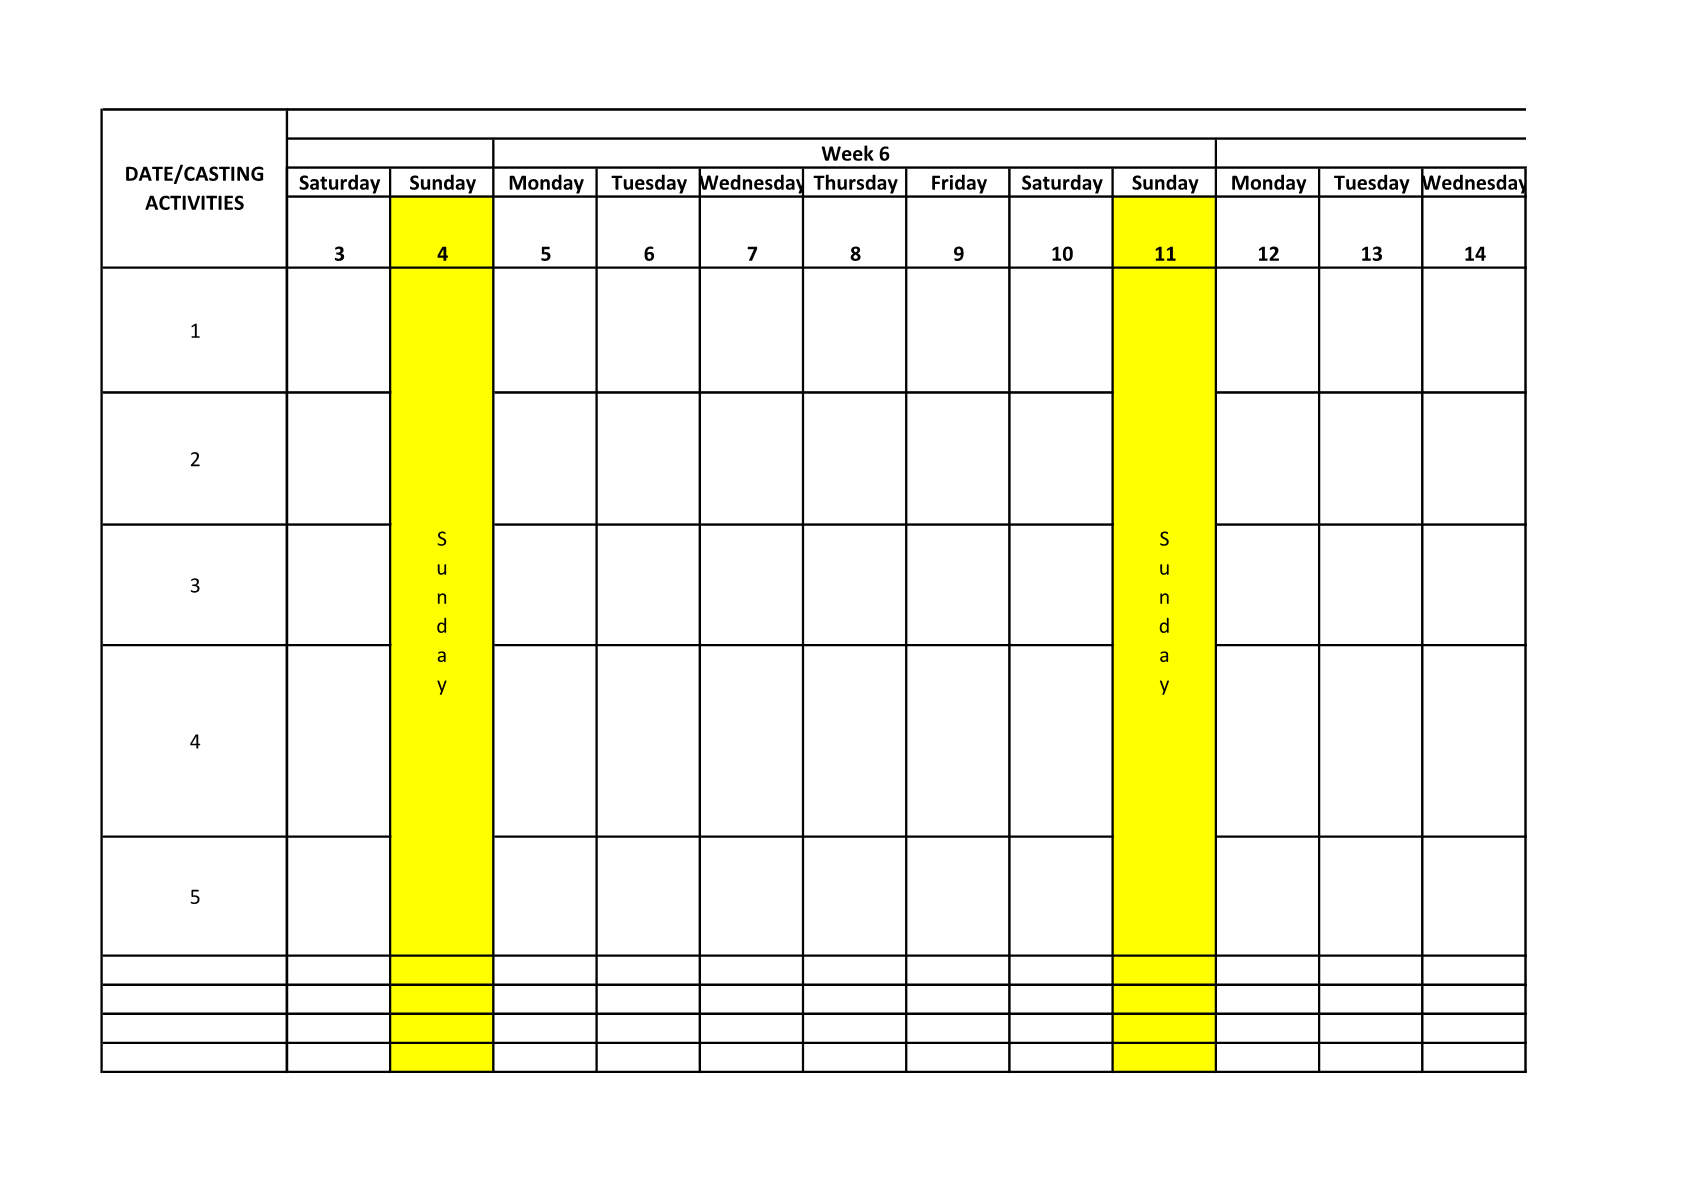 DATE/CASTING
ACTIVITIES
Week 6
Saturday Sunday Monday Tuesday Wednesday Thursday Friday Saturday Sunday Monday Tuesday Wednesday
3 4 5 6 7 8 9 10 11 12 13 14
1
2
3
4
5
S
u
n
d
a
y
S
u
n
d
a
y